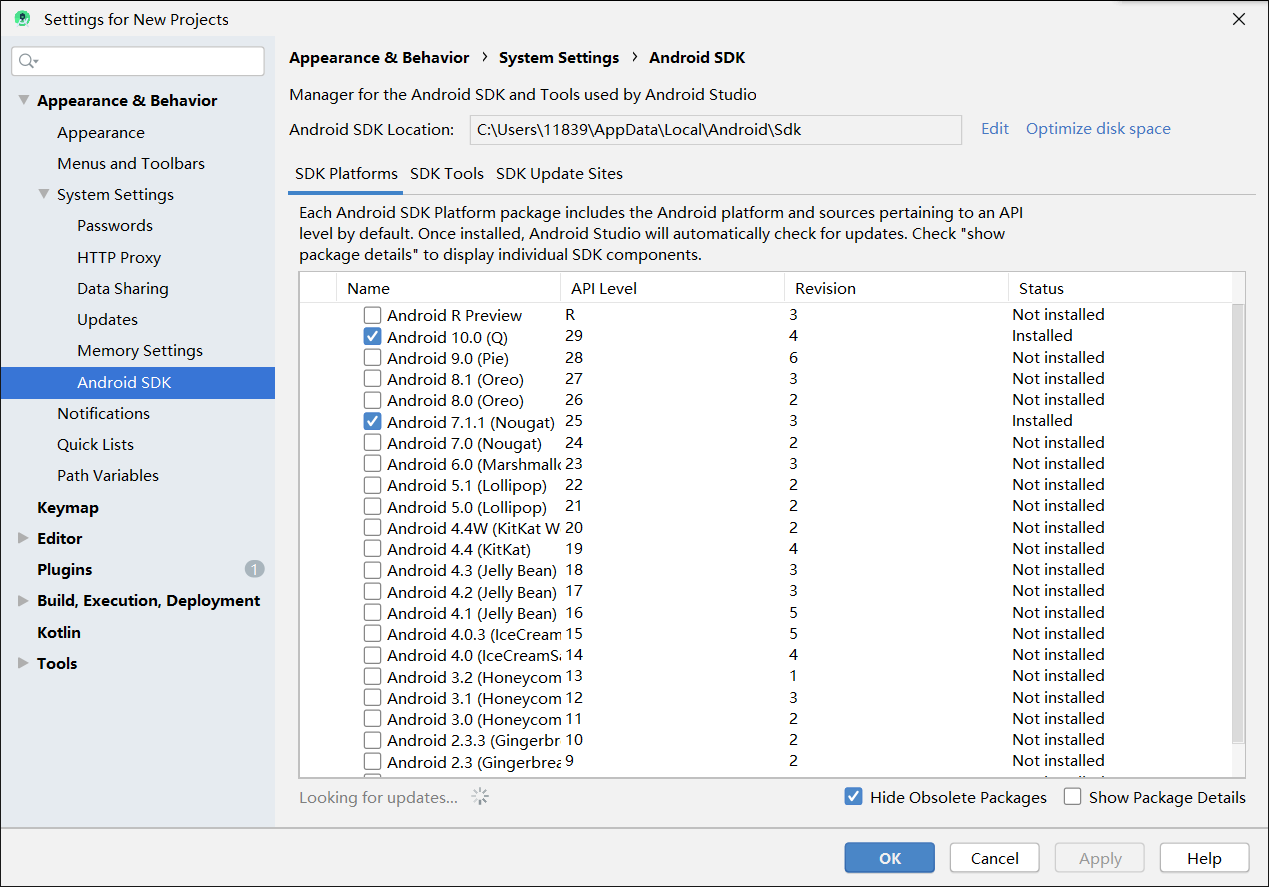 Settings for New Projects
Appearance & Behavior
Appearance
Menus and Toolbars
System Settings
Passwords
HTTP Proxy
Data Sharing
Updates
Memory Settings
Android SDK
Notifications
Quick Lists
Path Variables
Keymap
Editor
Plugins 1
Build, Execution, Deployment
Kotlin
Tools
Appearance & Behavior › System Settings › Android SDK
Manager for the Android SDK and Tools used by Android Studio
Android SDK Location: C:\Users\11839\AppData\Local\Android\Sdk Edit Optimize disk space
SDK Platforms SDK Tools SDK Update Sites
Each Android SDK Platform package includes the Android platform and sources pertaining to an API
level by default. Once installed, Android Studio will automatically check for updates. Check "show
package details" to display individual SDK components.
Name API Level Revision Status
Android R Preview R 3 Not installed
Android 10.0 (Q) 29 4 Installed
Android 9.0 (Pie) 28 6 Not installed
Android 8.1 (Oreo) 27 3 Not installed
Android 8.0 (Oreo) 26 2 Not installed
Android 7.1.1 (Nougat) 25 3 Installed
Android 7.0 (Nougat) 24 2 Not installed
Android 6.0 (Marshmallo 23 3 Not installed
Android 5.1 (Lollipop) 22 2 Not installed
Android 5.0 (Lollipop) 21 2 Not installed
Android 4.4W (KitKat W 20 2 Not installed
Android 4.4 (KitKat) 19 4 Not installed
Android 4.3 (Jelly Bean) 18 3 Not installed
Android 4.2 (Jelly Bean) 17 3 Not installed
Android 4.1 (Jelly Bean) 16 5 Not installed
Android 4.0.3 (IceCream 15 5 Not installed
Android 4.0 (IceCreamSa 14 4 Not installed
Android 3.2 (Honeycom 13 1 Not installed
Android 3.1 (Honeycom 12 3 Not installed
Android 3.0 (Honeycom 11 2 Not installed
Android 2.3.3 (Gingerbr 10 2 Not installed
Android 2.3 (Gingerbrea 9 2 Not installed
Looking for updates... Hide Obsolete Packages Show Package Details
OK Cancel Apply Help